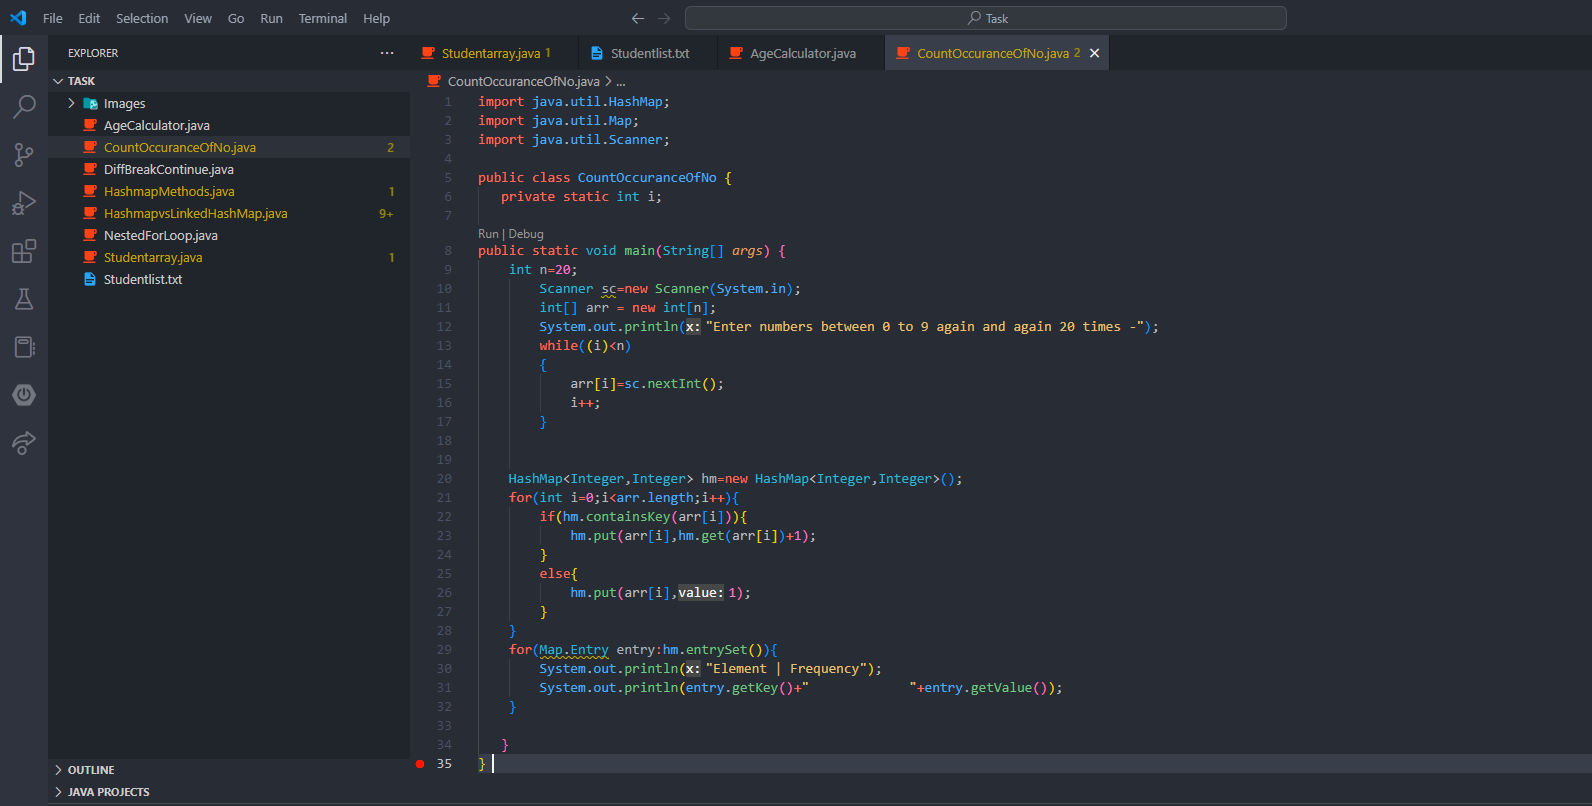 File Edit Selection View Go Run Terminal Help
Task
EXPLORER ...
TASK
Images
AgeCalculator.java
CountOccuranceOfNo.java 2
DiffBreakContinue.java
HashmapMethods.java 1
HashmapvsLinkedHashMap.java 9+
NestedForLoop.java
Studentarray.java 1
Studentlist.txt
OUTLINE
JAVA PROJECTS
Studentarray.java 1 Studentlist.txt AgeCalculator.java CountOccuranceOfNo.java 2
CountOccuranceOfNo.java > ...
1 import java.util.HashMap;
2 import java.util.Map;
3 import java.util.Scanner;
4
5 public class CountOccuranceOfNo {
6 private static int i;
7
Run | Debug
8 public static void main(String[] args) {
9 int n=20;
10 Scanner sc=new Scanner(System.in);
11 int[] arr = new int[n];
12 System.out.println(x: "Enter numbers between 0 to 9 again and again 20 times -");
13 while((i)<n)
14 {
15 arr[i]=sc.nextInt();
16 i++;
17 }
18
19
20 HashMap<Integer,Integer> hm=new HashMap<Integer,Integer>();
21 for(int i=0;i<arr.length;i++){
22 if(hm.containsKey(arr[i])){
23 hm.put(arr[i],hm.get(arr[i])+1);
24 }
25 else{
26 hm.put(arr[i],value: 1);
27 }
28 }
29 for(Map.Entry entry:hm.entrySet()){
30 System.out.println(x: "Element | Frequency");
31 System.out.println(entry.getKey()+"             "+entry.getValue());
32 }
33
34 }
35 }